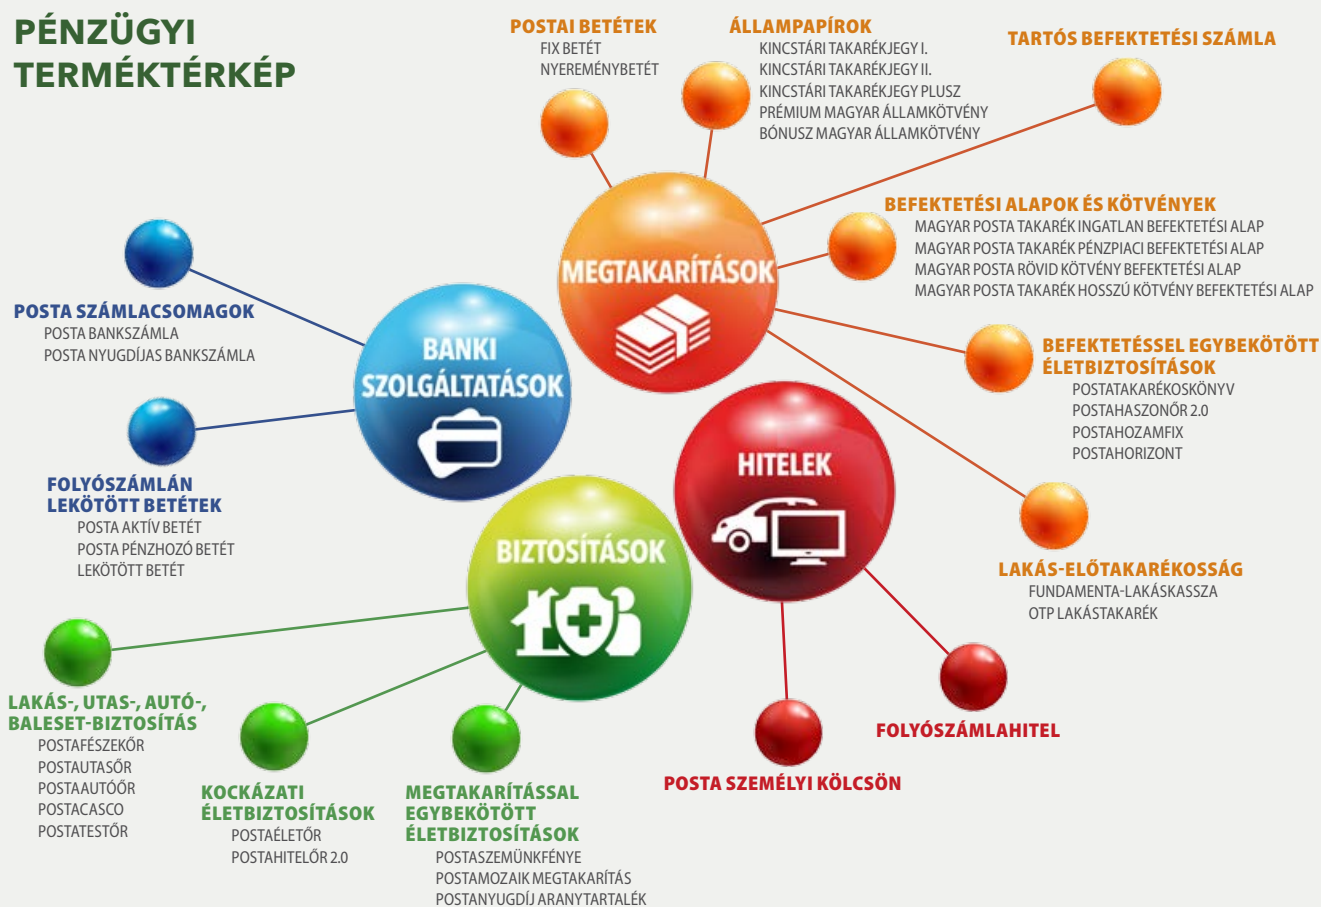 PÉNZÜGYI
TERMÉKTÉRKÉP
POSTAI BETÉTEK
FIX BETÉT
NYEREMÉNYBETÉT
ÁLLAMPAPÍROK
KINCSTÁRI TAKARÉKJEGY I.
KINCSTÁRI TAKARÉKJEGY II.
KINCSTÁRI TAKARÉKJEGY PLUSZ
PRÉMIUM MAGYAR ÁLLAMKÖTVÉNY
BÓNUSZ MAGYAR ÁLLAMKÖTVÉNY
TARTÓS BEFEKTETÉSI SZÁMLA
MEGTAKARÍTÁSOK
BEFEKTETÉSI ALAPOK ÉS KÖTVÉNYEK
MAGYAR POSTA TAKARÉK INGATLAN BEFEKTETÉSI ALAP
MAGYAR POSTA TAKARÉK PÉNZPIACI BEFEKTETÉSI ALAP
MAGYAR POSTA RÖVID KÖTVÉNY BEFEKTETÉSI ALAP
MAGYAR POSTA TAKARÉK HOSSZÚ KÖTVÉNY BEFEKTETÉSI ALAP
BEFEKTETÉSSEL EGYBEKÖTÖTT
ÉLETBIZTOSÍTÁSOK
POSTATAKARÉKOSKÖNYV
POSTAHASZONŐR 2.0
POSTAHOZAMFIX
POSTAHORIZONT
LAKÁS-ELŐTAKARÉKOSSÁG
FUNDAMENTA-LAKÁSKASSZA
OTP LAKÁSTAKARÉK
POSTA SZÁMLACSOMAGOK
POSTA BANKSZÁMLA
POSTA NYUGDÍJAS BANKSZÁMLA
BANKI
SZOLGÁLTATÁSOK
FOLYÓSZÁMLÁN
LEKÖTÖTT BETÉTEK
POSTA AKTÍV BETÉT
POSTA PÉNZHOZÓ BETÉT
LEKÖTÖTT BETÉT
HITELEK
FOLYÓSZÁMLAHITEL
POSTA SZEMÉLYI KÖLCSÖN
BIZTOSÍTÁSOK
LAKÁS-, UTAS-, AUTÓ-,
BALESET-BIZTOSÍTÁS
POSTAFÉSZEKŐR
POSTAUTASŐR
POSTAAUTÓŐR
POSTACASCO
POSTATESTŐR
KOCKÁZATI
ÉLETBIZTOSÍTÁSOK
POSTAÉLETŐR
POSTAHITELŐR 2.0
MEGTAKARÍTÁSSAL
EGYBEKÖTÖTT
ÉLETBIZTOSÍTÁSOK
POSTASZEMÜNKFÉNYE
POSTAMOZAIK MEGTAKARÍTÁS
POSTANYUGDÍJ ARANYTARTALÉK